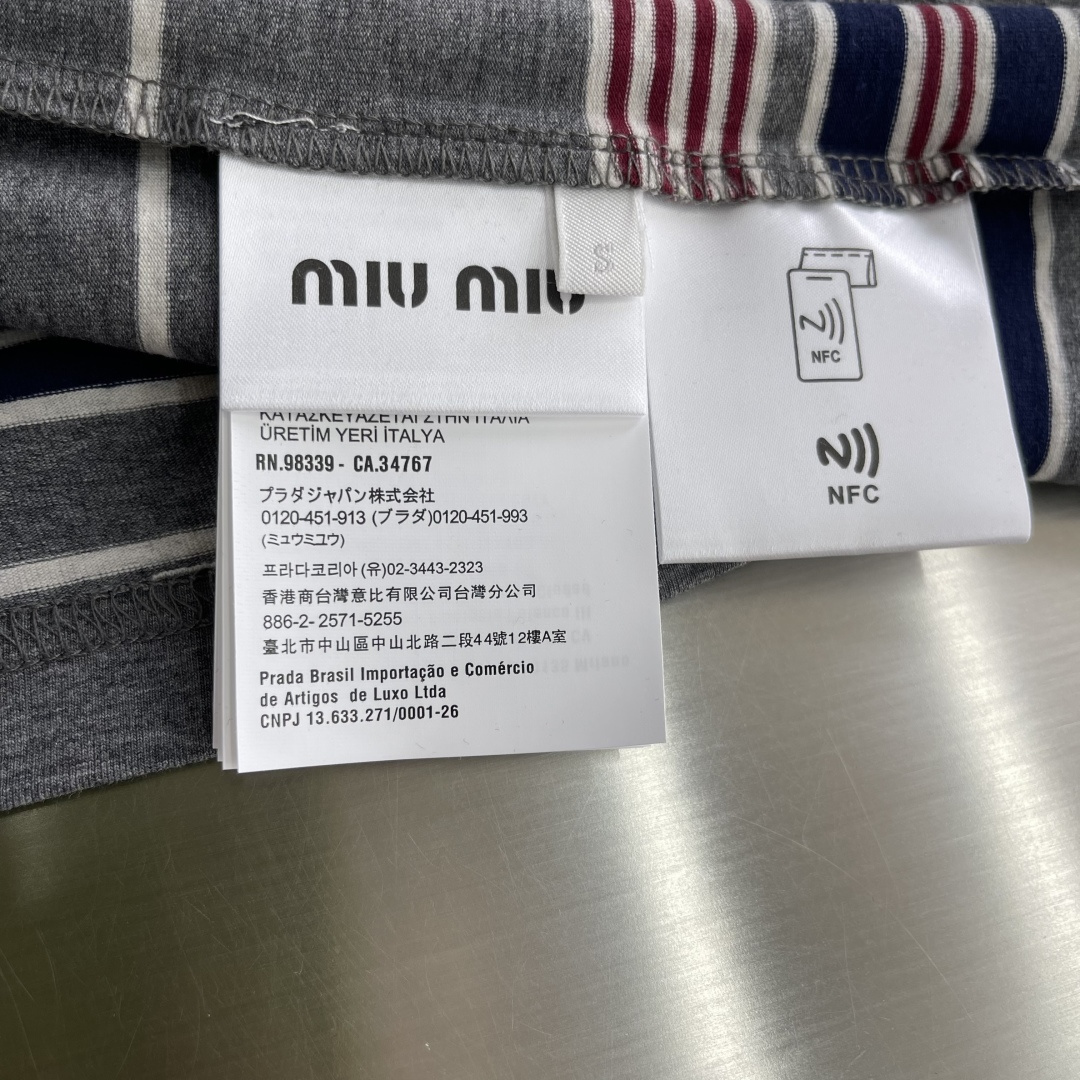 miu miu
S
NFC
NFC
ΚΑΤΑΣΚΕΥΑΖΕΤΑΙ ΣΤΗΝ ΙΤΑΛΙΑ
ÜRETİM YERİ İTALYA
RN.98339 - CA.34767
プラダジャパン株式会社
0120-451-913 (プラダ)0120-451-993
(ミュウミュウ)
프라다코리아 (유)02-3443-2323
香港商台灣意比有限公司台灣分公司
886-2- 2571-5255
臺北市中山區中山北路二段44號12樓A室
Prada Brasil Importação e Comércio
de Artigos de Luxo Ltda
CNPJ 13.633.271/0001-26